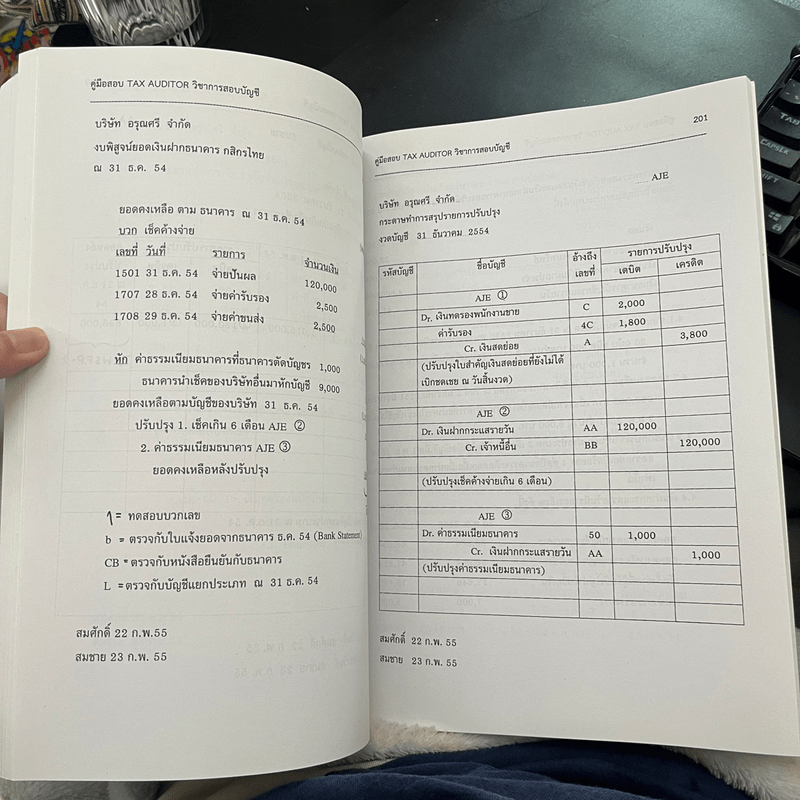 คู่มือสอบ TAX AUDITOR วิชาการสอบบัญชี
บริษัท อรุณศรี จำกัด
งบพิสูจน์ยอดเงินฝากธนาคาร กสิกรไทย
ณ 31 ธ.ค. 54
ยอดคงเหลือ ตาม ธนาคาร ณ 31 ธ.ค. 54
บวก เช็คค้างจ่าย
เลขที่ วันที่ รายการ จำนวนเงิน
1501 31 ธ.ค. 54 จ่ายปันผล 120,000
1707 28 ธ.ค. 54 จ่ายค่ารับรอง 2,500
1708 29 ธ.ค. 54 จ่ายค่าขนส่ง 2,500
หัก ค่าธรรมเนียมธนาคารที่ธนาคารตัดบัญชร 1,000
ธนาคารนำเช็คของบริษัทอื่นมาหักบัญชี 9,000
ยอดคงเหลือตามบัญชีของบริษัท 31 ธ.ค. 54
ปรับปรุง 1. เช็คเกิน 6 เดือน AJE ②
2. ค่าธรรมเนียมธนาคาร AJE ③
ยอดคงเหลือหลังปรับปรุง
= ทดสอบบวกเลข
b = ตรวจกับใบแจ้งยอดจากธนาคาร ธ.ค. 54 (Bank Statement)
CB = ตรวจกับหนังสือยืนยันกับธนาคาร
L = ตรวจกับบัญชีแยกประเภท ณ 31 ธ.ค. 54
สมศักดิ์ 22 ก.พ.55
สมชาย 23 ก.พ. 55
201
คู่มือสอบ TAX AUDITOR วิชาการสอบบัญชี
AJE
บริษัท อรุณศรี จำกัด
กระดาษทำการสรุปรายการปรับปรุง
งวดบัญชี 31 ธันวาคม 2554
รหัสบัญชี ชื่อบัญชี อ้างถึงเลขที่ รายการปรับปรุง
เดบิต เครดิต
AJE ①
Dr. เงินทดรองพนักงานขาย C 2,000
ค่ารับรอง 4C 1,800
Cr. เงินสดย่อย A 3,800
(ปรับปรุงใบสำคัญเงินสดย่อยที่ยังไม่ได้
เบิกชดเชย ณ วันสิ้นงวด)
AJE ②
Dr. เงินฝากกระแสรายวัน AA 120,000
Cr. เจ้าหนี้อื่น BB 120,000
(ปรับปรุงเช็คค้างจ่ายเกิน 6 เดือน)
AJE ③
Dr. ค่าธรรมเนียมธนาคาร 50 1,000
Cr. เงินฝากกระแสรายวัน AA 1,000
(ปรับปรุงค่าธรรมเนียมธนาคาร)
สมศักดิ์ 22 ก.พ. 55
สมชาย 23 ก.พ. 55
TAB
CAPSLK